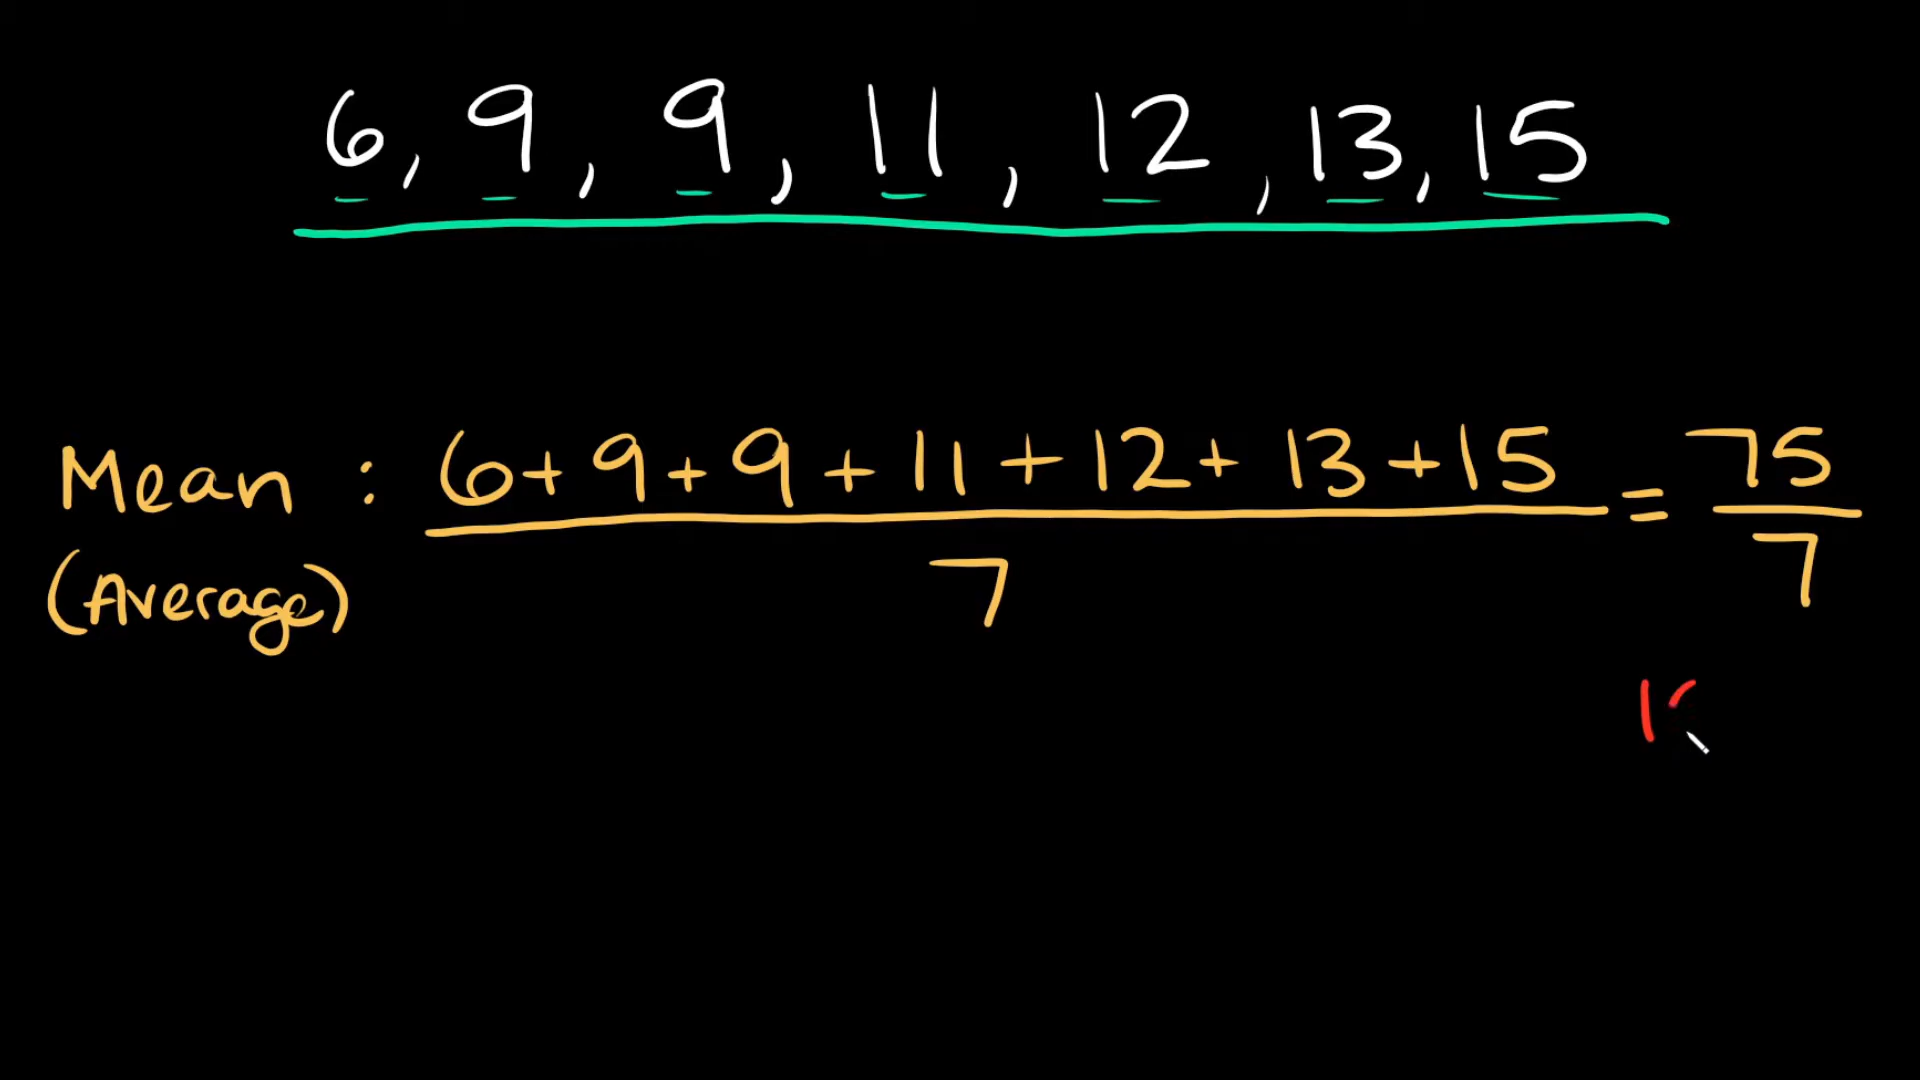 6, 9, 9, 11, 12, 13, 15
Mean : 6+9+9+11+12+13+15 = 75
(Average) 7 7
1